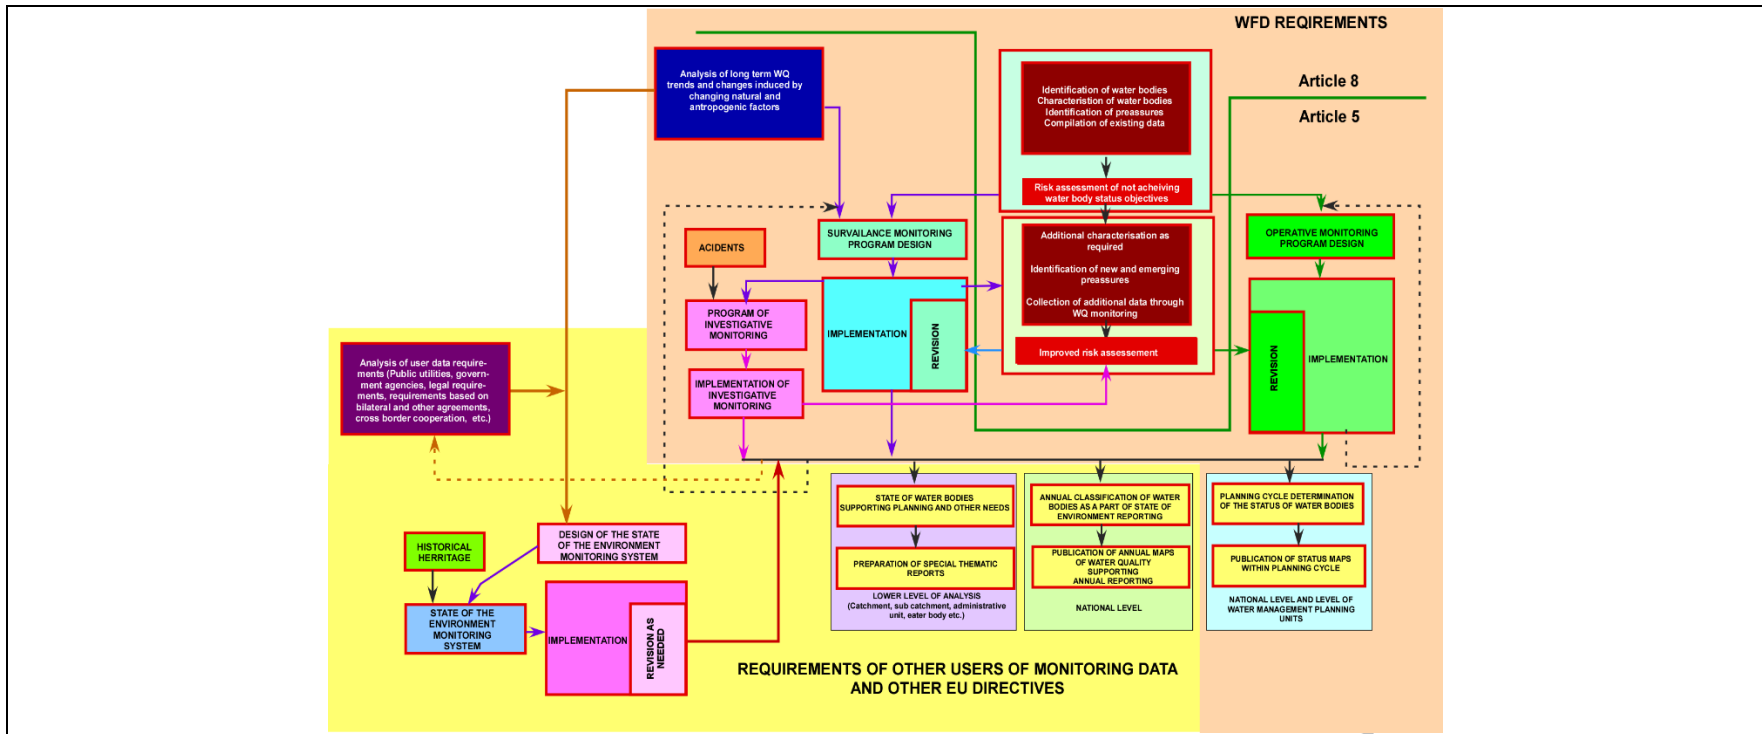 WFD REQIREMENTS
Analysis of long term WQ
trends and changes induced by
changing natural and
antropogenic factors
Article 8
Article 5
Identification of water bodies
Characteristion of water bodies
Identification of preassures
Compilation of existing data
Risk assessment of not acheiving
water body status objectives
SURVAILANCE MONITORING
PROGRAM DESIGN
OPERATIVE MONITORING
PROGRAM DESIGN
ACIDENTS
Additional characterisation as
required
Identification of new and emerging
preassures
Collection of additional data through
WQ monitoring
PROGRAM OF
INVESTIGATIVE
MONITORING
IMPLEMENTATION
REVISION
Improved risk assessement
REVISION
IMPLEMENTATION
Analysis of user data require-
ments (Public utilities, govern-
ment agencies, legal require-
ments, requirements based on
bilateral and other agreements,
cross border cooperation, etc.)
IMPLEMENTATION OF
INVESTIGATIVE
MONITORING
STATE OF WATER BODIES
SUPPORTING PLANNING AND OTHER NEEDS
ANNUAL CLASSIFICATION OF WATER
BODIES AS A PART OF STATE OF
ENVIRONMENT REPORTING
PLANNING CYCLE DETERMINATION
OF THE STATUS OF WATER BODIES
HISTORICAL
HERRITAGE
DESIGN OF THE STATE
OF THE ENVIRONMENT
MONITORING SYSTEM
PREPARATION OF SPECIAL THEMATIC
REPORTS
PUBLICATION OF ANNUAL MAPS
OF WATER QUALITY
SUPPORTING
ANNUAL REPORTING
PUBLICATION OF STATUS MAPS
WITHIN PLANNING CYCLE
LOWER LEVEL OF ANALYSIS
(Catchment, sub catchment, administrative
unit, eater body etc.)
NATIONAL LEVEL
NATIONAL LEVEL AND LEVEL OF
WATER MANAGEMENT PLANNING
UNITS
STATE OF THE
ENVIRONMENT
MONITORING
SYSTEM
IMPLEMENTATION
REVISION AS
NEEDED
REQUIREMENTS OF OTHER USERS OF MONITORING DATA
AND OTHER EU DIRECTIVES